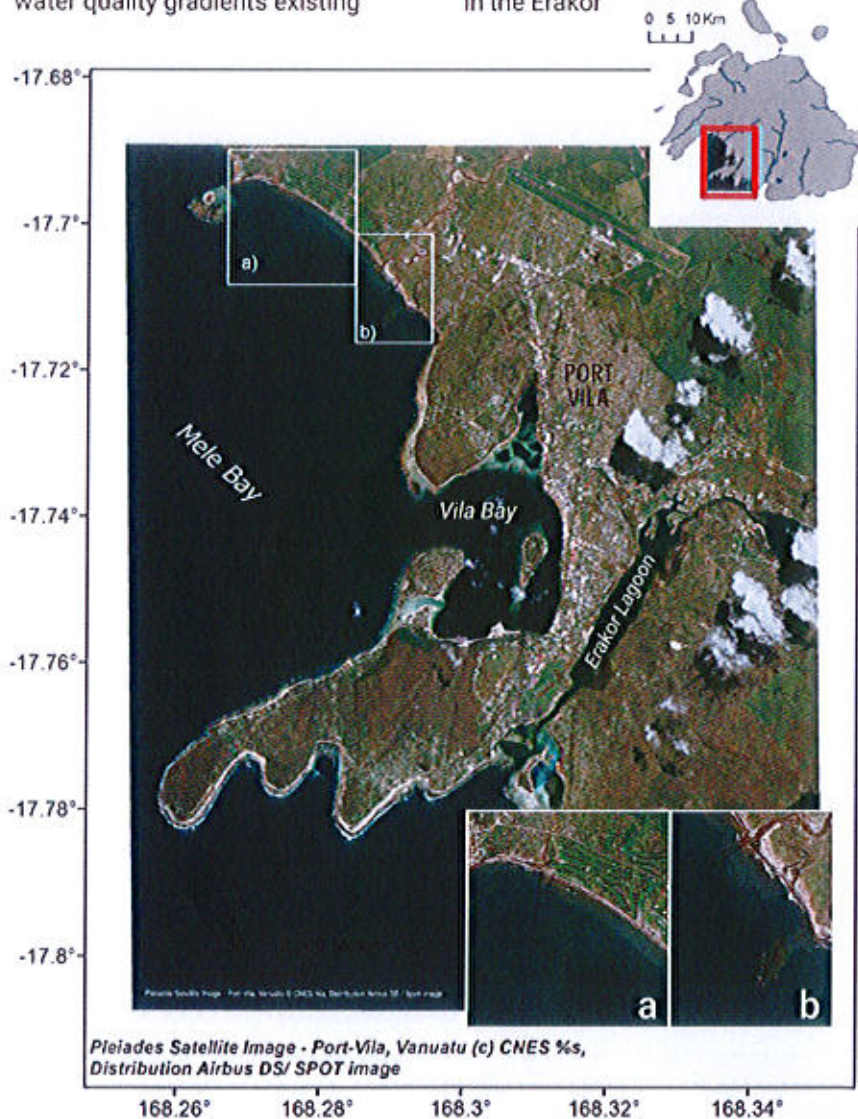 water quality gradients existing
in the Erakor
0 5 10 Km
-17.68°
-17.7°
-17.72°
-17.74°
-17.76°
-17.78°
-17.8°
a)
b)
PORT
VILA
Mele Bay
Vila Bay
Erakor Lagoon
a
b
Pleiades Satellite Image - Port-Vila, Vanuatu (c) CNES %s,
Distribution Airbus DS/ SPOT image
168.26°
168.28°
168.3°
168.32°
168.34°